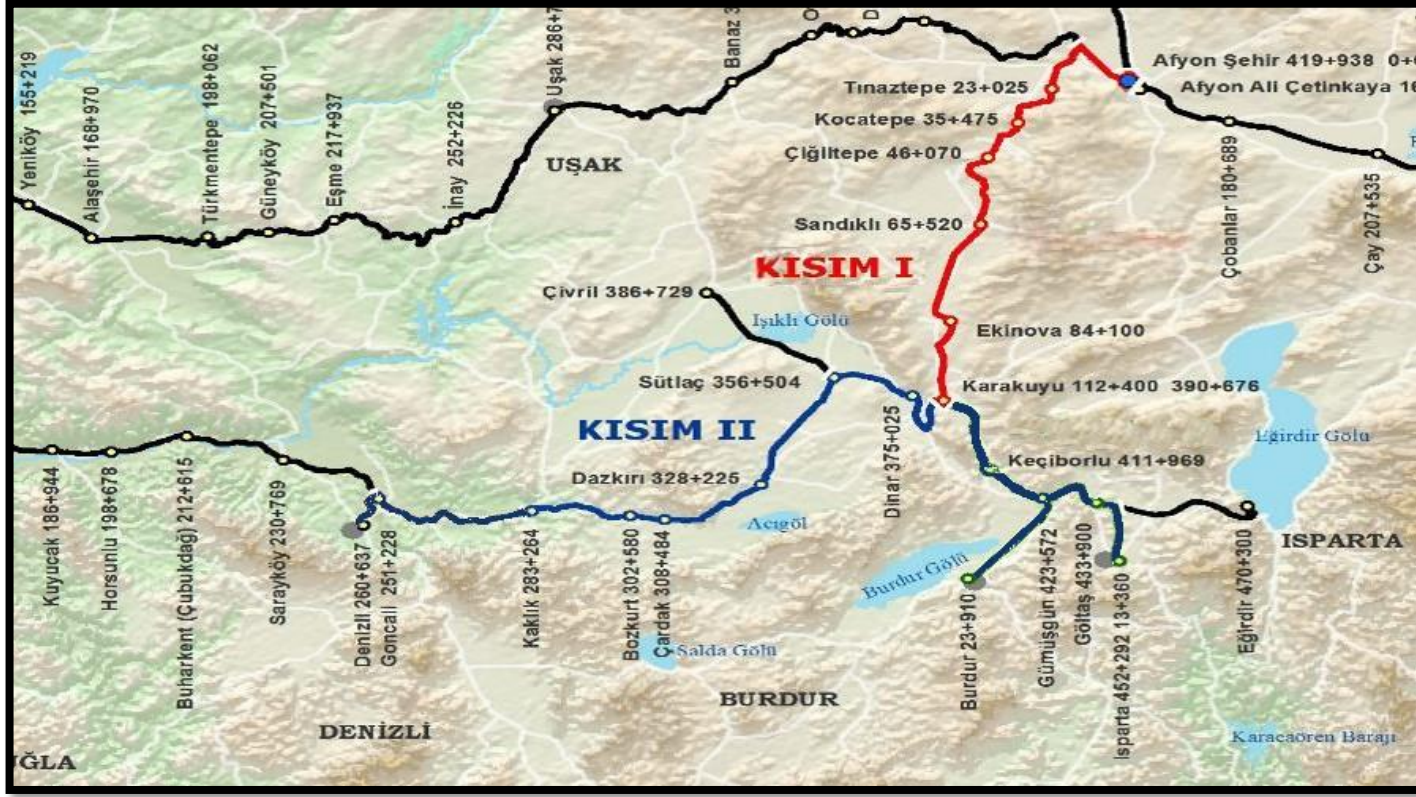 Yeniköy 155+219
Alaşehir 168+970
Türkmentepe 198+062
Güneyköy 207+501
Eşme 217+937
İnay 252+226
Uşak 286+7
Banaz 3
O
D
Afyon Şehir 419+938 0+
Afyon Ali Çetinkaya 16
Tınaztepe 23+025
Kocatepe 35+475
Çiğiltepe 46+070
Sandıklı 65+520
Çobanlar 180+689
Çay 207+535
UŞAK
KISIM I
Çivril 386+729
Işıklı Gölü
Ekinova 84+100
Sütlaç 356+504
Karakuyu 112+400 390+676
KISIM II
Eğirdir Gölü
Dinar 375+025
Keçiborlu 411+969
Dazkırı 328+225
Acıgöl
Burdur Gölü
ISPARTA
Kuyucak 186+944
Horsunlu 198+678
Buharkent (Çubukdağ) 212+615
Sarayköy 230+769
Denizli 260+637
Goncalı 251+228
Kaklık 283+264
Bozkurt 302+580
Çardak 308+484
Salda Gölü
Burdur 23+910
Gümüşgün 423+572
Göltaş 433+900
Isparta 452+292 13+360
Eğirdir 470+300
BURDUR
DENİZLİ
Karacaören Barajı
ĞLA